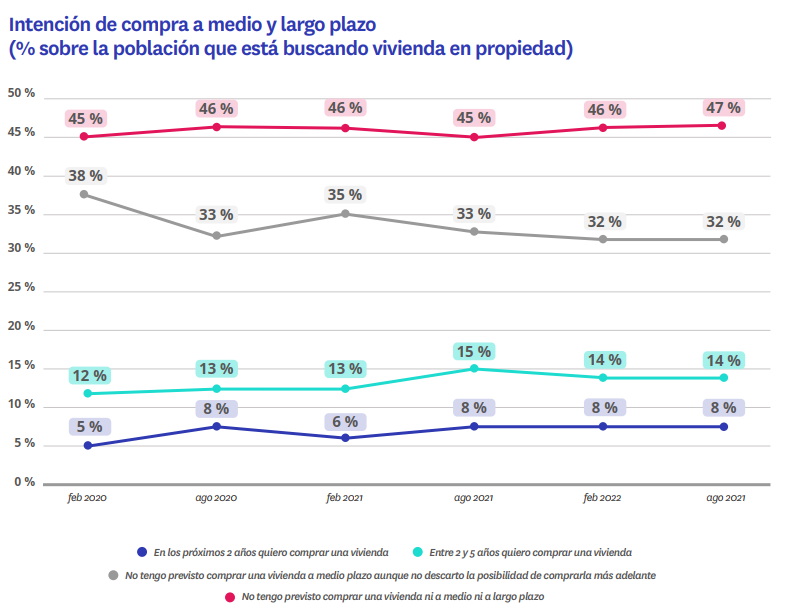 Intención de compra a medio y largo plazo
(% sobre la población que está buscando vivienda en propiedad)
50 %
45 %
40 %
35 %
30 %
25 %
20 %
15 %
10 %
5 %
0 %
45 %
46 %
46 %
45 %
46 %
47 %
38 %
33 %
35 %
33 %
32 %
32 %
12 %
13 %
13 %
15 %
14 %
14 %
5 %
8 %
6 %
8 %
8 %
8 %
feb 2020
ago 2020
feb 2021
ago 2021
feb 2022
ago 2021
En los próximos 2 años quiero comprar una vivienda
Entre 2 y 5 años quiero comprar una vivienda
No tengo previsto comprar una vivienda a medio plazo aunque no descarto la posibilidad de comprarla más adelante
No tengo previsto comprar una vivienda ni a medio ni a largo plazo